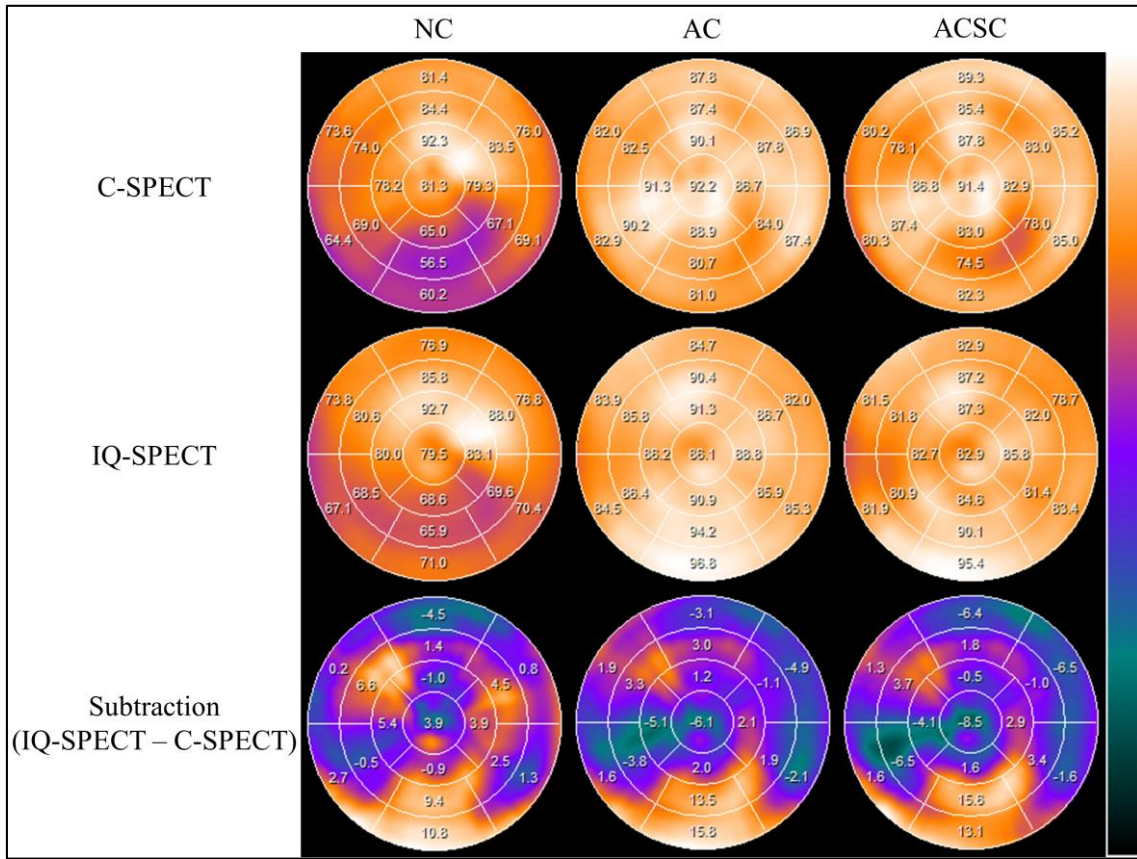 NC AC ACSC
C-SPECT
81.4
84.4
92.3
73.6 74.0 83.5 76.0
78.2 81.3 79.3
64.4 69.0 65.0 67.1 69.1
56.5
60.2
87.8
87.4
90.1
82.0 82.5 87.8 86.9
91.3 92.2 86.7
82.9 90.2 88.9 84.0 87.4
80.7
81.0
89.3
85.4
87.8
80.2 78.1 83.0 85.2
86.8 91.4 82.9
80.3 87.4 83.0 78.0 85.0
74.5
82.3
IQ-SPECT
76.9
85.8
92.7
73.8 80.6 88.0 76.8
80.0 79.5 83.1
67.1 68.5 68.6 69.6 70.4
65.9
71.0
84.7
90.4
91.3
83.9 85.8 86.7 82.0
86.2 86.1 88.8
84.5 86.4 90.9 85.9 85.3
94.2
96.8
82.9
87.2
87.3
81.5 81.8 82.0 78.7
82.7 82.9 85.8
81.9 80.9 84.6 81.4 83.4
90.1
95.4
Subtraction
(IQ-SPECT – C-SPECT)
-4.5
1.4
-1.0
0.2 6.6 4.5 0.8
5.4 3.9 3.9
2.7 -0.5 -0.9 2.5 1.3
9.4
10.8
-3.1
3.0
1.2
1.9 3.3 -1.1 -4.9
-5.1 -6.1 2.1
1.6 -3.8 2.0 1.9 -2.1
13.5
15.8
-6.4
1.8
-0.5
1.3 3.7 -1.0 -6.5
-4.1 -8.5 2.9
1.6 -6.5 1.6 3.4 -1.6
15.6
13.1